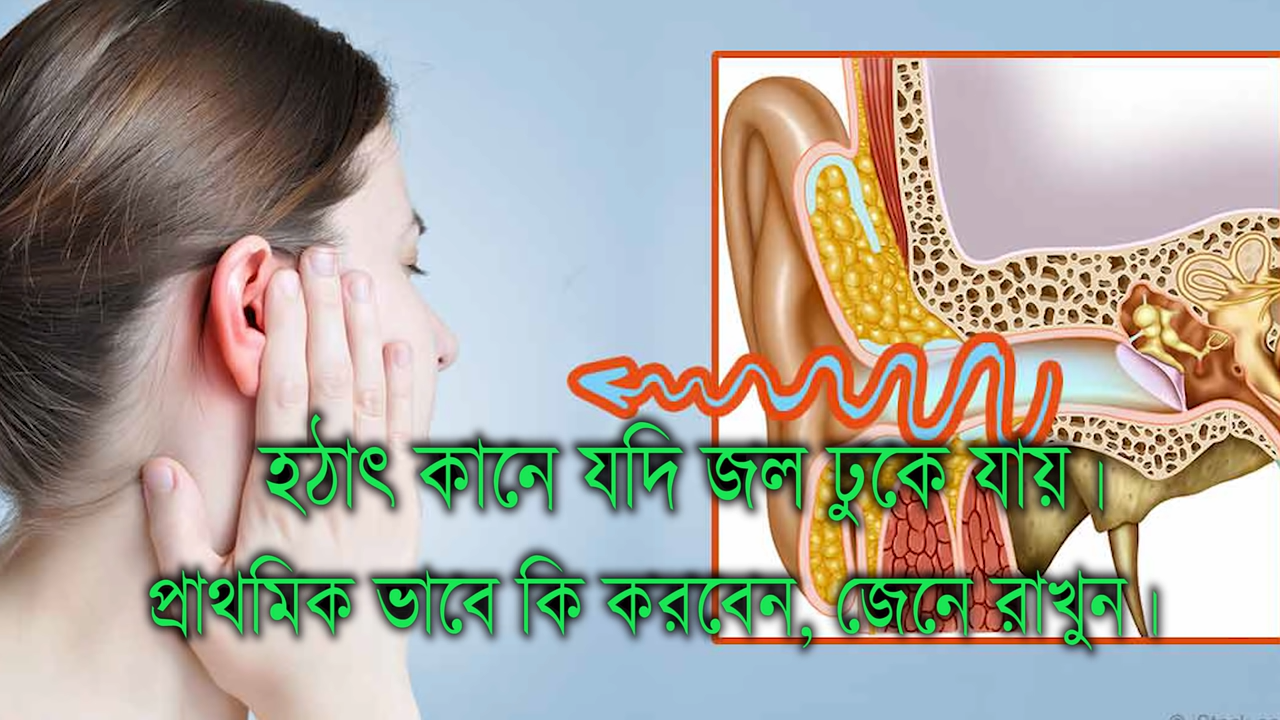 হঠাৎ কানে যদি জল ঢুকে যায়।
প্রাথমিক ভাবে কি করবেন, জেনে রাখুন।